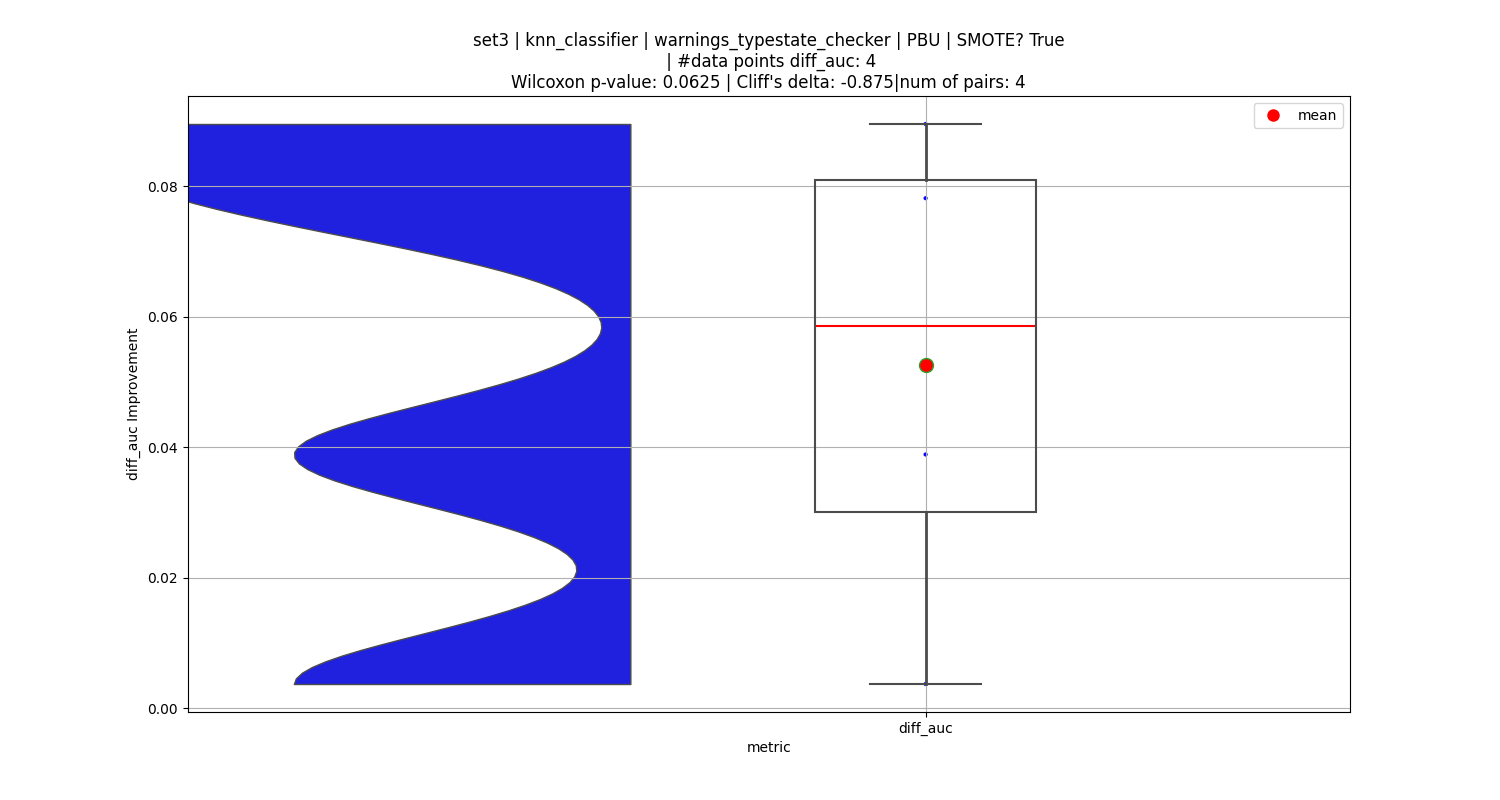 set3 | knn_classifier | warnings_typestate_checker | PBU | SMOTE? True
| #data points diff_auc: 4
Wilcoxon p-value: 0.0625 | Cliff's delta: -0.875|num of pairs: 4
mean
0.08
0.06
0.04
0.02
0.00
diff_auc Improvement
diff_auc
metric